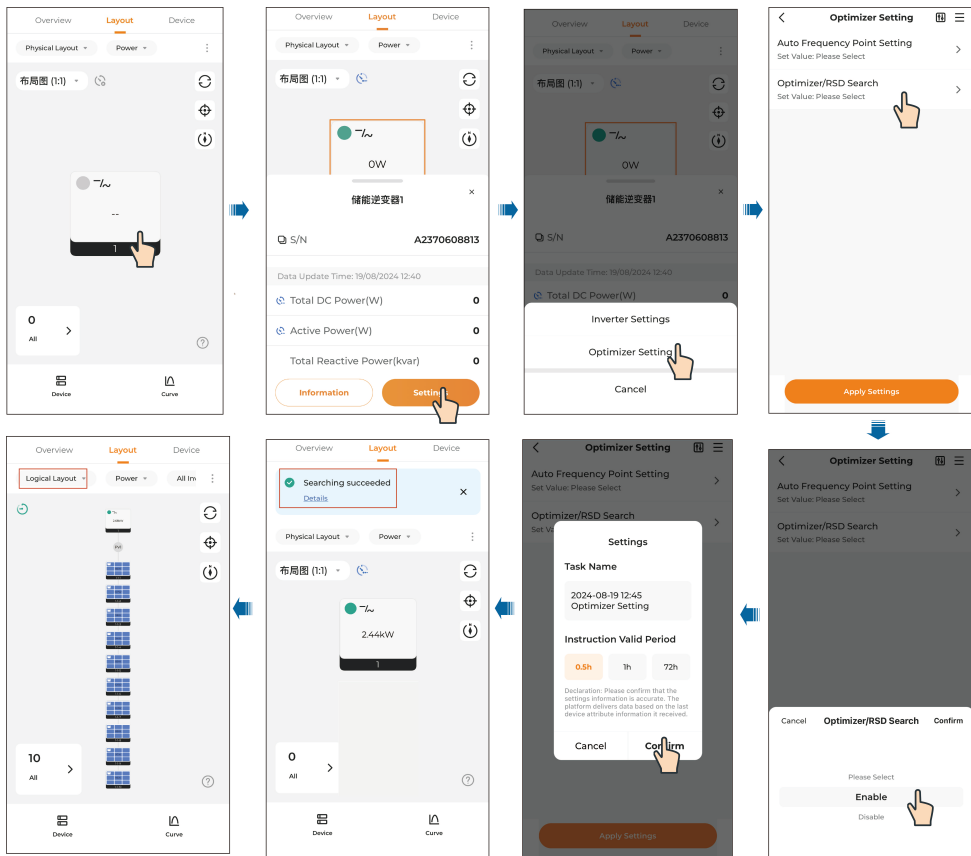 Overview Layout Device
Physical Layout Power
布局图 (1:1)
--
1
0
All
Device Curve
Overview Layout Device
Physical Layout Power
布局图 (1:1)
0W
储能逆变器1
S/N A2370608813
Data Update Time: 19/08/2024 12:40
Total DC Power(W) 0
Active Power(W) 0
Total Reactive Power(kvar) 0
Information Settings
Overview Layout Device
Physical Layout Power
布局图 (1:1)
0W
储能逆变器1
S/N A2370608813
Data Update Time: 19/08/2024 12:40
Total DC Power(W) 0
Inverter Settings
Optimizer Setting
Cancel
Optimizer Setting
Auto Frequency Point Setting
Set Value: Please Select
Optimizer/RSD Search
Set Value: Please Select
Apply Settings
Optimizer Setting
Auto Frequency Point Setting
Set Value: Please Select
Optimizer/RSD Search
Set Value: Please Select
Cancel Optimizer/RSD Search Confirm
Please Select
Enable
Disable
Optimizer Setting
Auto Frequency Point Setting
Set Value: Please Select
Optimizer/RSD Search
Set Va
Settings
Task Name
2024-08-19 12:45
Optimizer Setting
Instruction Valid Period
0.5h 1h 72h
Declaration: Please confirm that the
settings information is accurate. The
platform delivers data based on the last
device attribute information it received.
Cancel Confirm
Apply Settings
Overview Layout Device
Searching succeeded
Details
Physical Layout Power
布局图 (1:1)
2.44kW
1
0
All
Device Curve
Overview Layout Device
Logical Layout Power All In
10
All
Device Curve